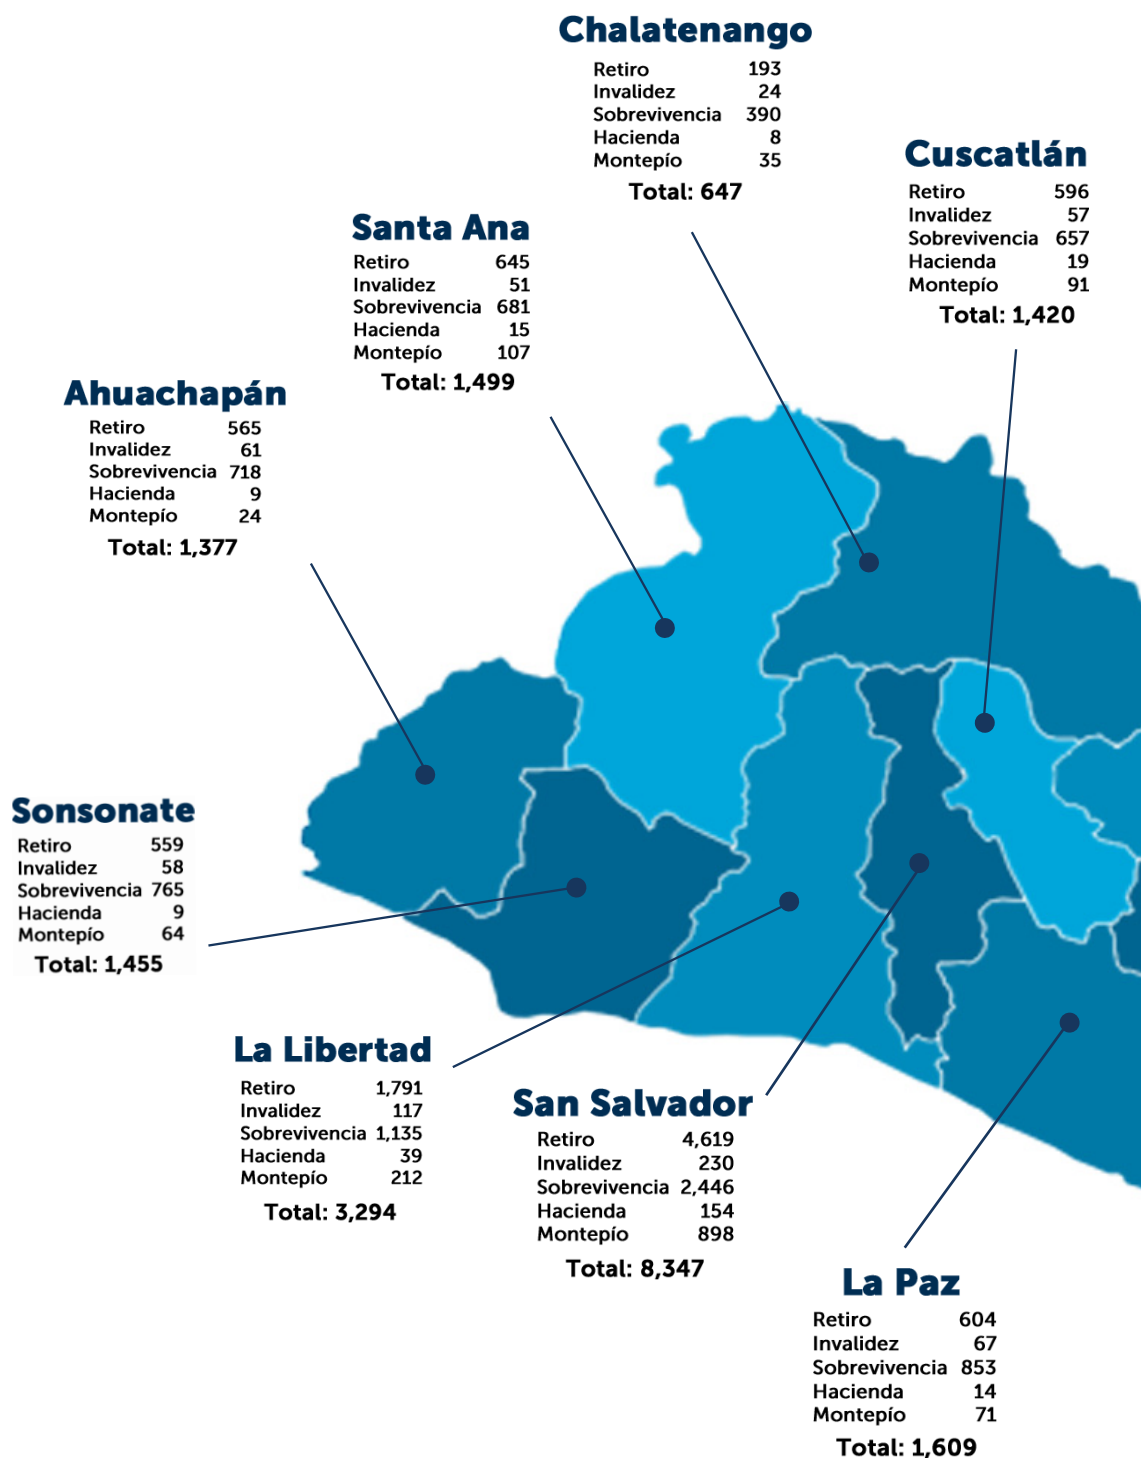 Chalatenango
Retiro 193
Invalidez 24
Sobrevivencia 390
Hacienda 8
Montepío 35
Total: 647
Cuscatlán
Retiro 596
Invalidez 57
Sobrevivencia 657
Hacienda 19
Montepío 91
Total: 1,420
Santa Ana
Retiro 645
Invalidez 51
Sobrevivencia 681
Hacienda 15
Montepío 107
Total: 1,499
Ahuachapán
Retiro 565
Invalidez 61
Sobrevivencia 718
Hacienda 9
Montepío 24
Total: 1,377
Sonsonate
Retiro 559
Invalidez 58
Sobrevivencia 765
Hacienda 9
Montepío 64
Total: 1,455
La Libertad
Retiro 1,791
Invalidez 117
Sobrevivencia 1,135
Hacienda 39
Montepío 212
Total: 3,294
San Salvador
Retiro 4,619
Invalidez 230
Sobrevivencia 2,446
Hacienda 154
Montepío 898
Total: 8,347
La Paz
Retiro 604
Invalidez 67
Sobrevivencia 853
Hacienda 14
Montepío 71
Total: 1,609